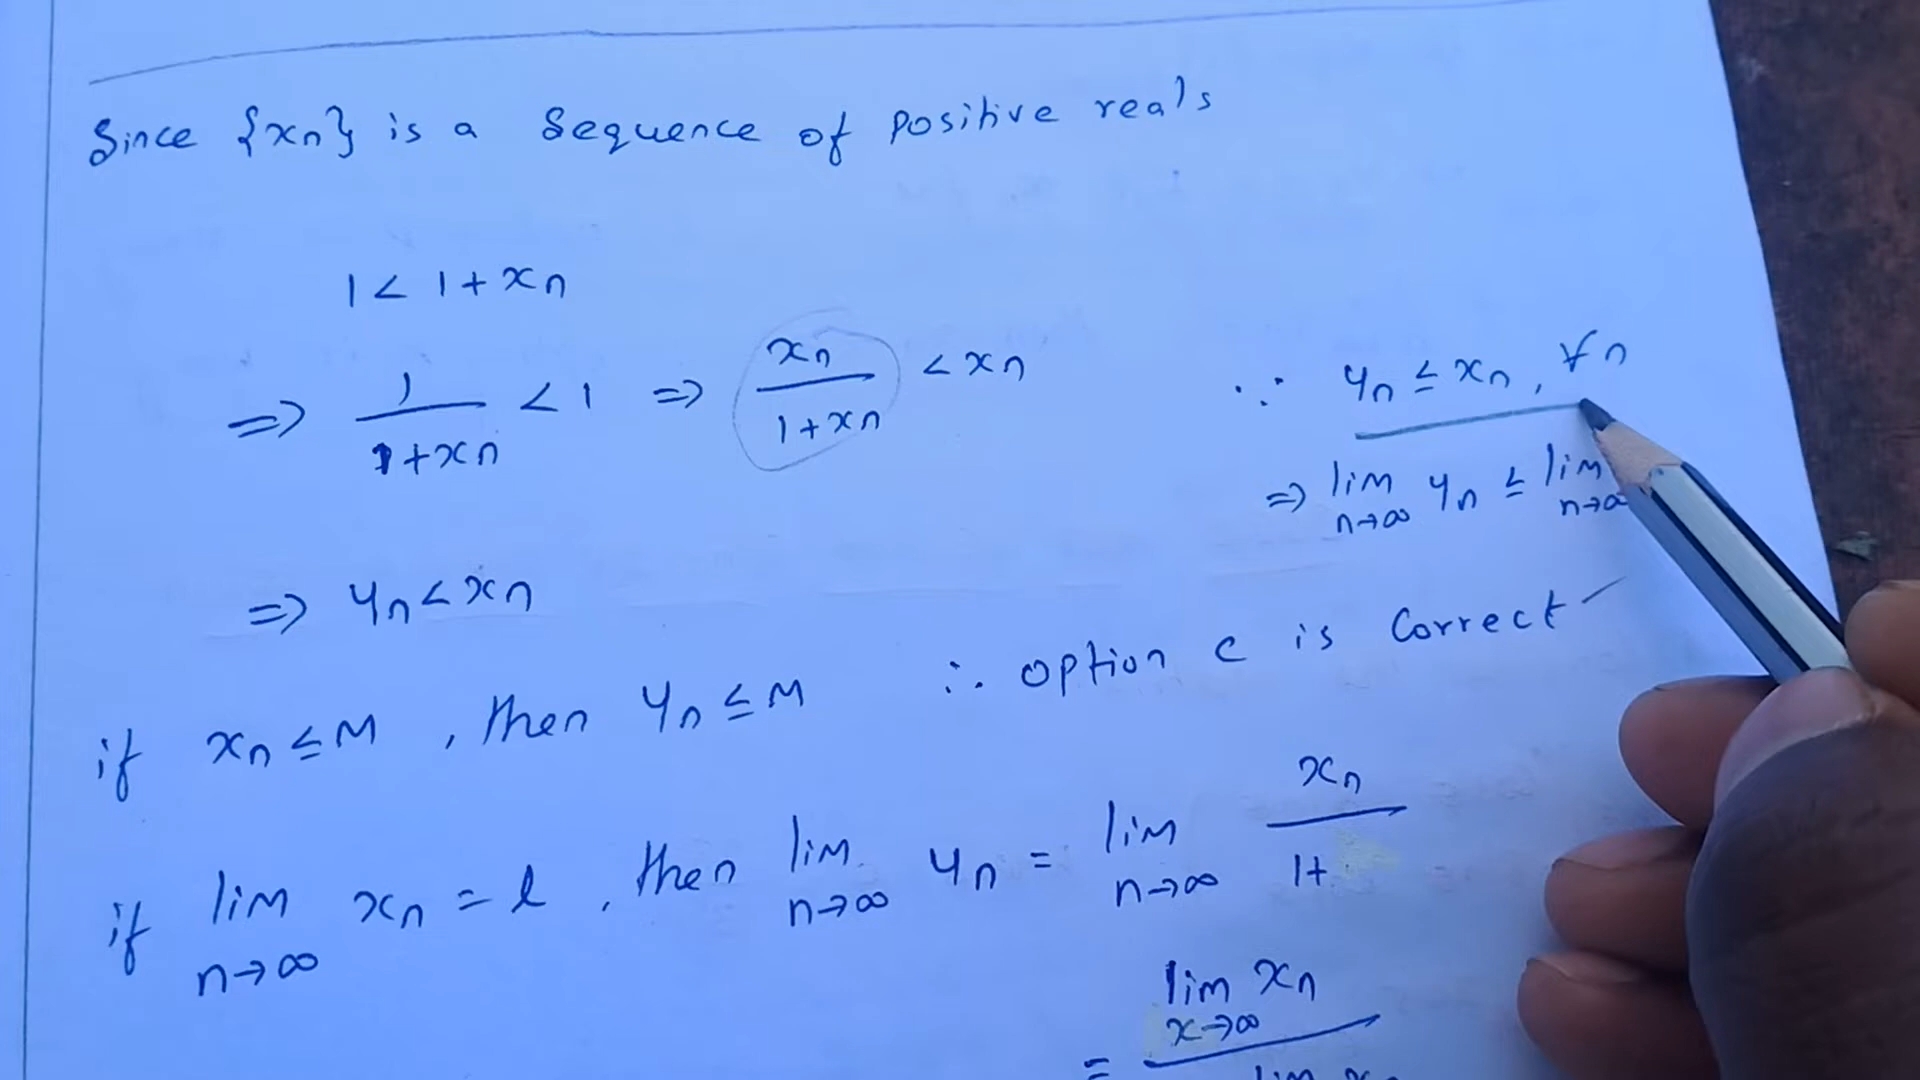 Since {xn} is a Sequence of positive reals
1 < 1 + xn
=> 1/(1+xn) < 1 => xn/(1+xn) < xn
∵ yn ≤ xn, ∀n
=> lim n→∞ yn ≤ lim n→∞
=> yn < xn
if xn ≤ M, then yn ≤ M ∴ option c is Correct
if lim n→∞ xn = l, then lim n→∞ yn = lim n→∞ xn/(1+
= lim x→∞ xn
lim